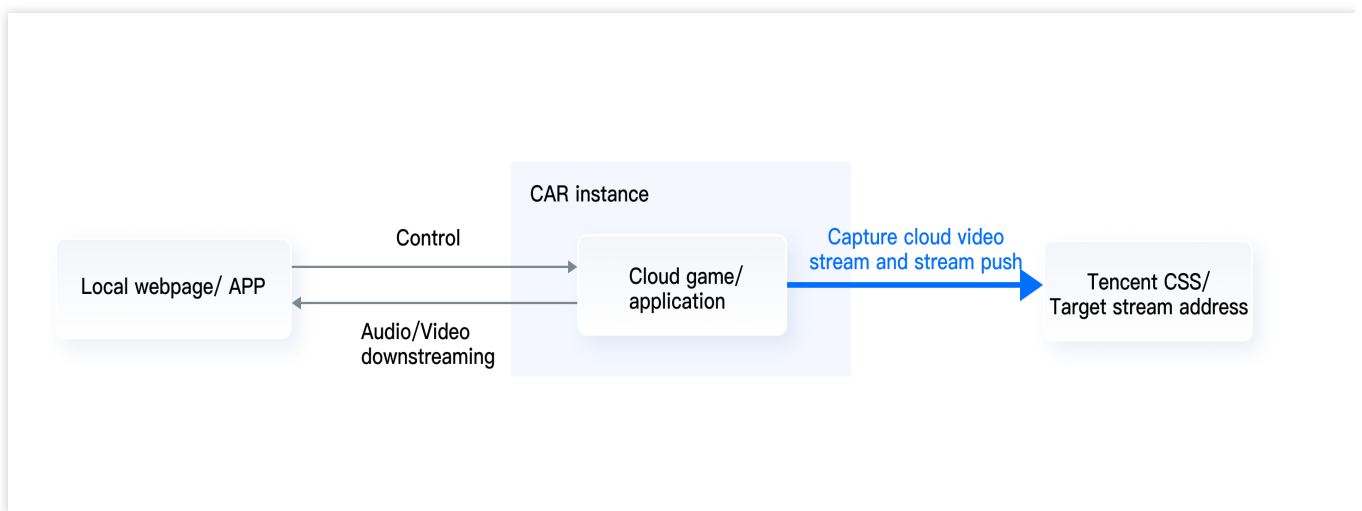 CAR instance
Control
Capture cloud video
stream and stream push
Local webpage/ APP
Cloud game/
application
Tencent CSS/
Target stream address
Audio/Video
downstreaming